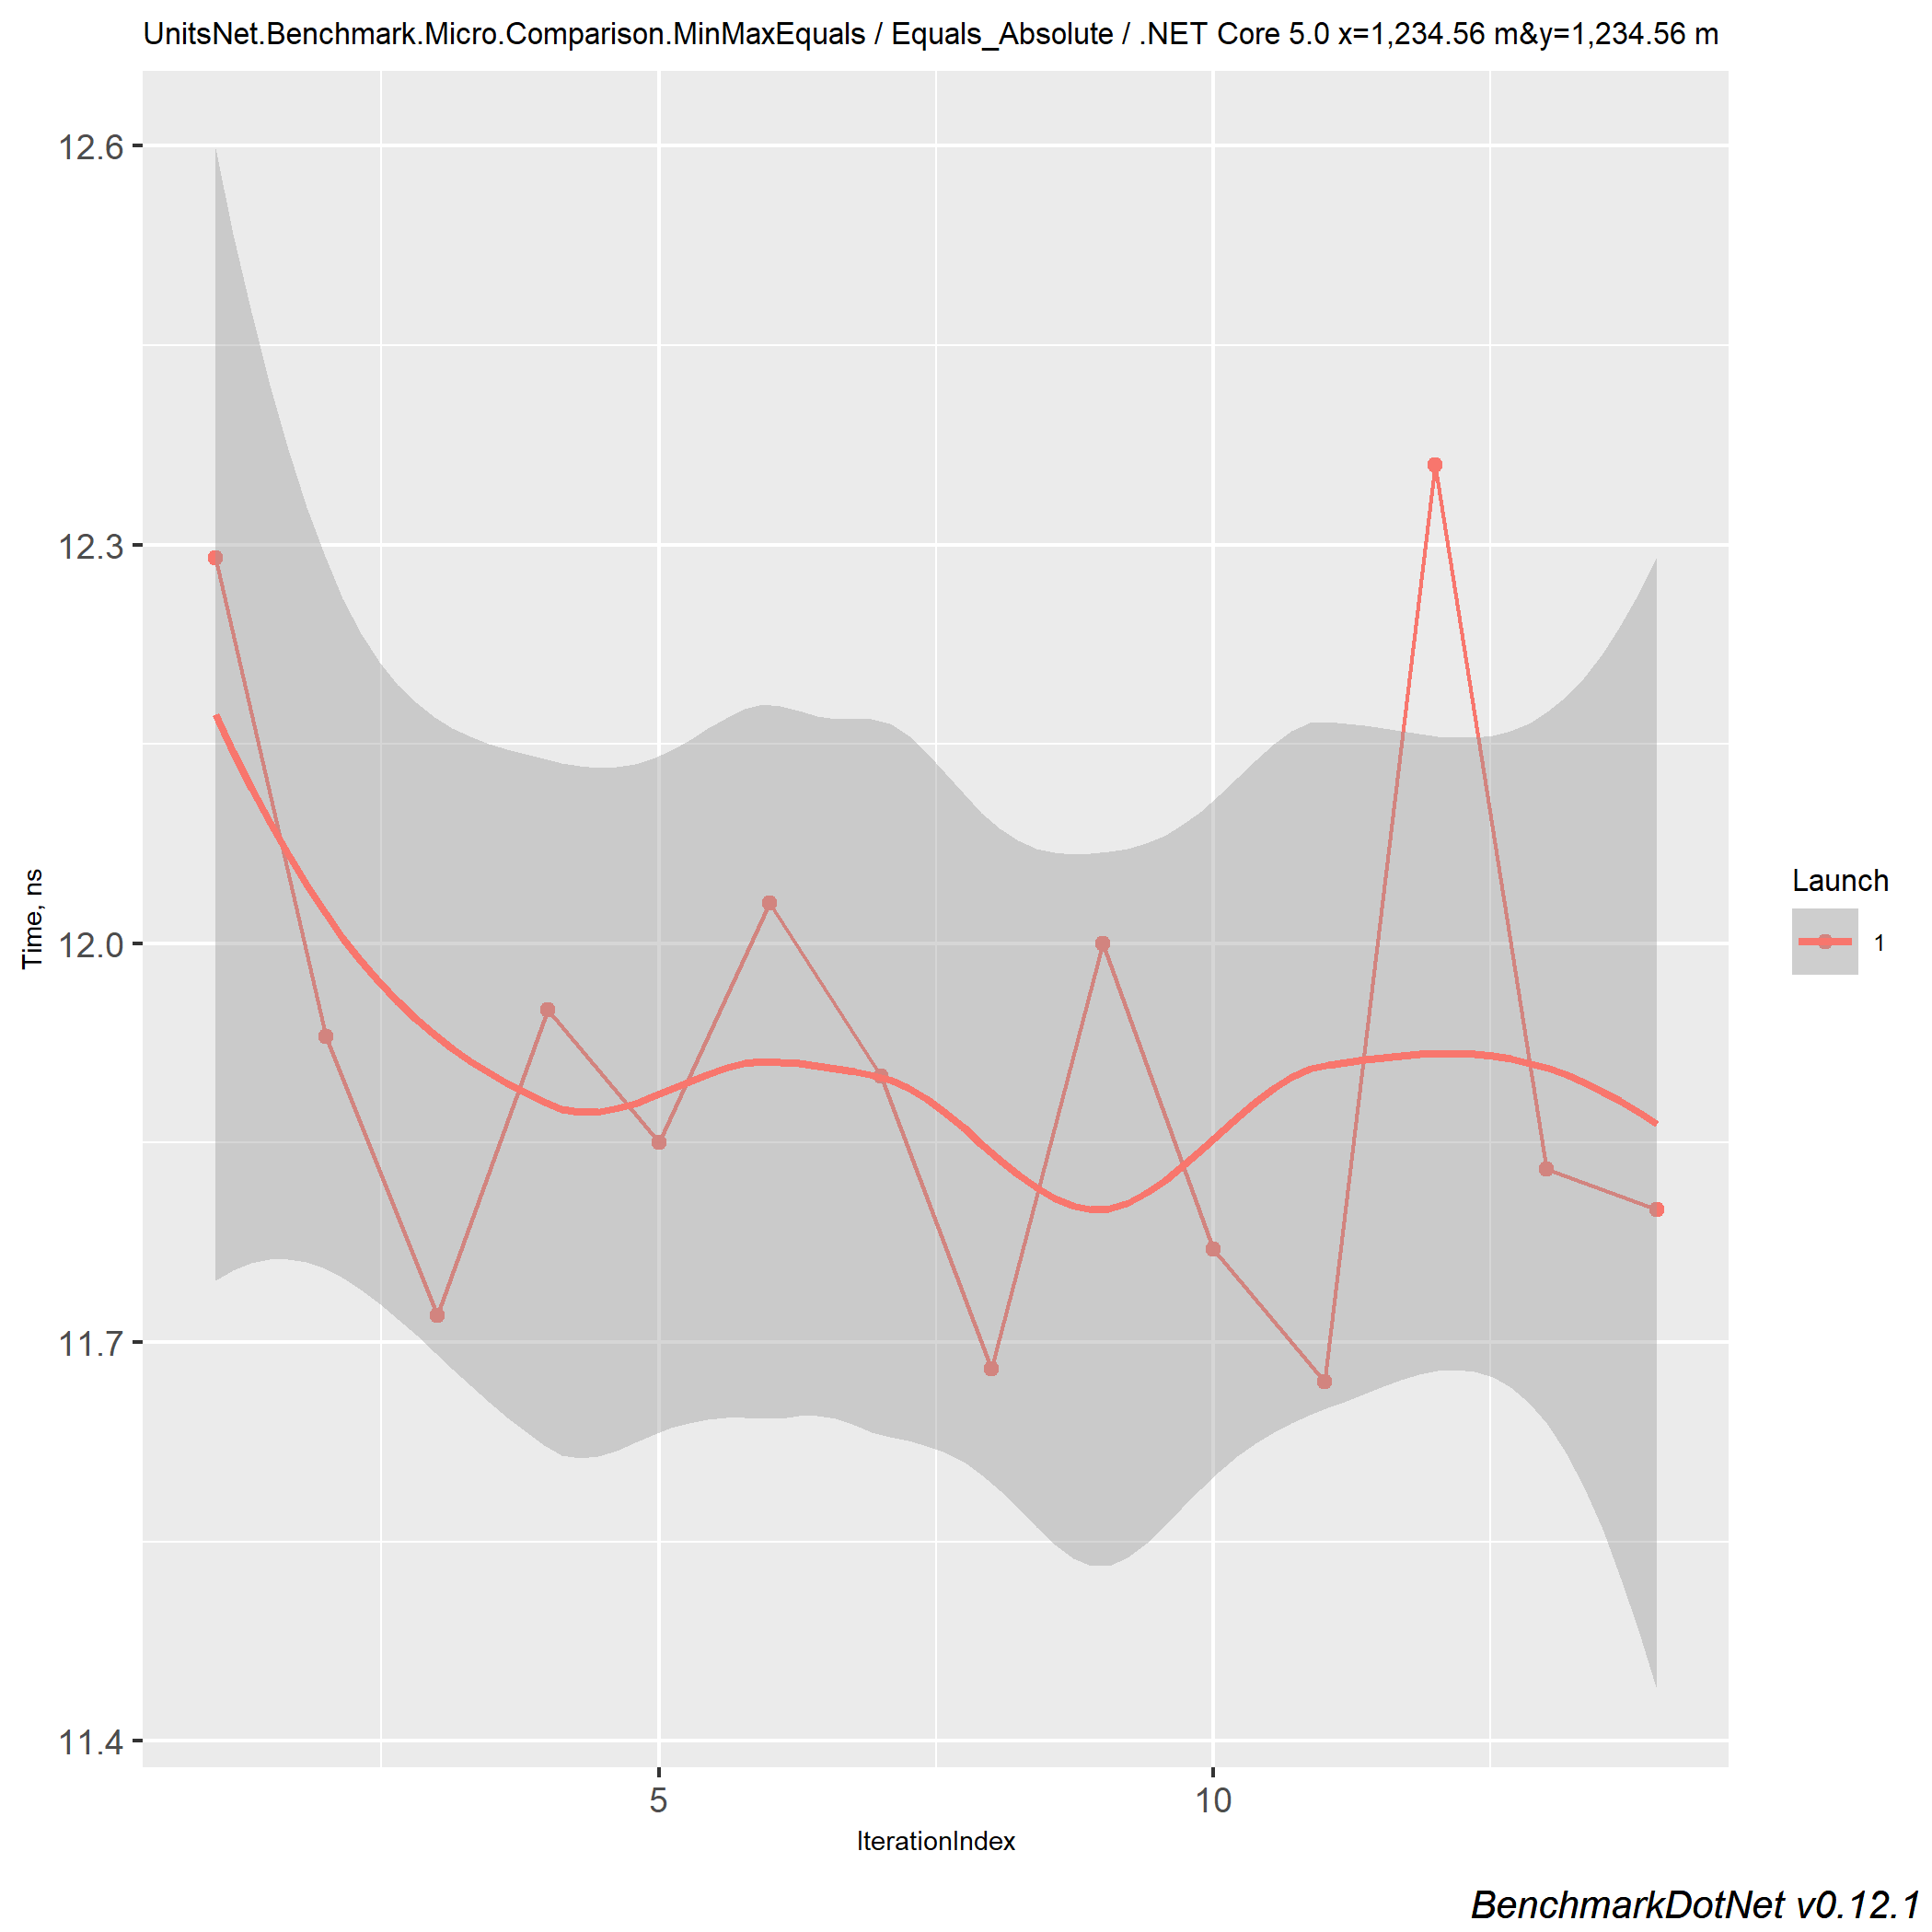 UnitsNet.Benchmark.Micro.Comparison.MinMaxEquals / Equals_Absolute / .NET Core 5.0 x=1,234.56 m&y=1,234.56 m
12.6
12.3
12.0
11.7
11.4
Time, ns
5
10
IterationIndex
Launch
1
BenchmarkDotNet v0.12.1